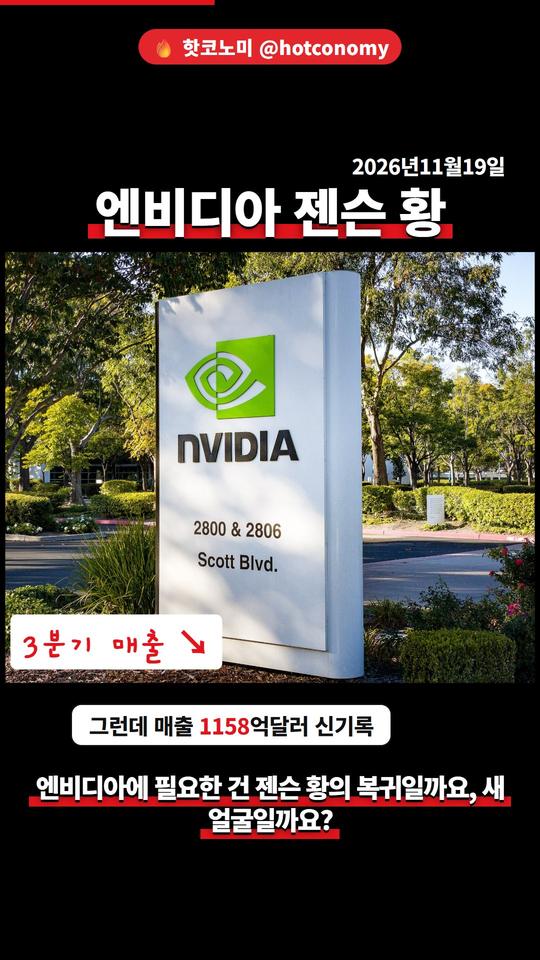 🔥 핫코노미 @hotconomy
2026년11월19일
엔비디아 젠슨 황
NVIDIA
2800 & 2806
Scott Blvd.
3분기 매출 ↘
그런데 매출 1158억달러 신기록
엔비디아에 필요한 건 젠슨 황의 복귀일까요, 새
얼굴일까요?